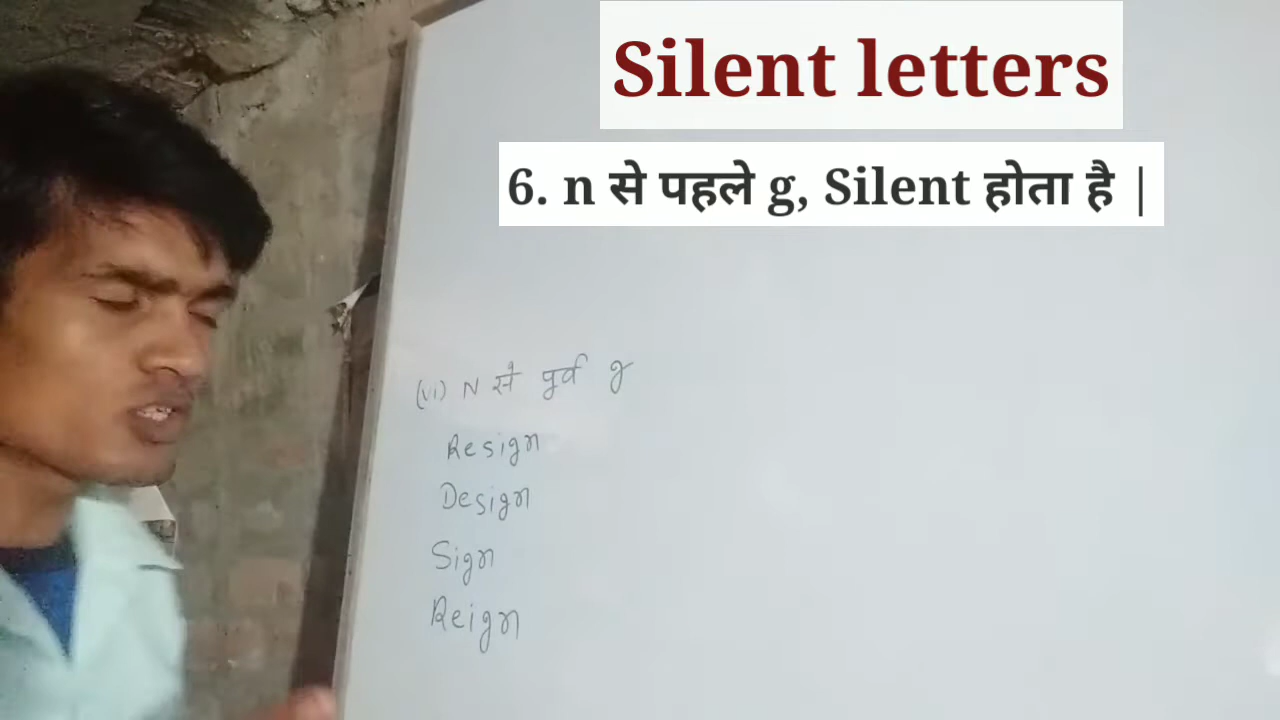 Silent letters
6. n से पहले g, Silent होता है |
(vi) N से पूर्व g
Resign
Design
Sign
Reign